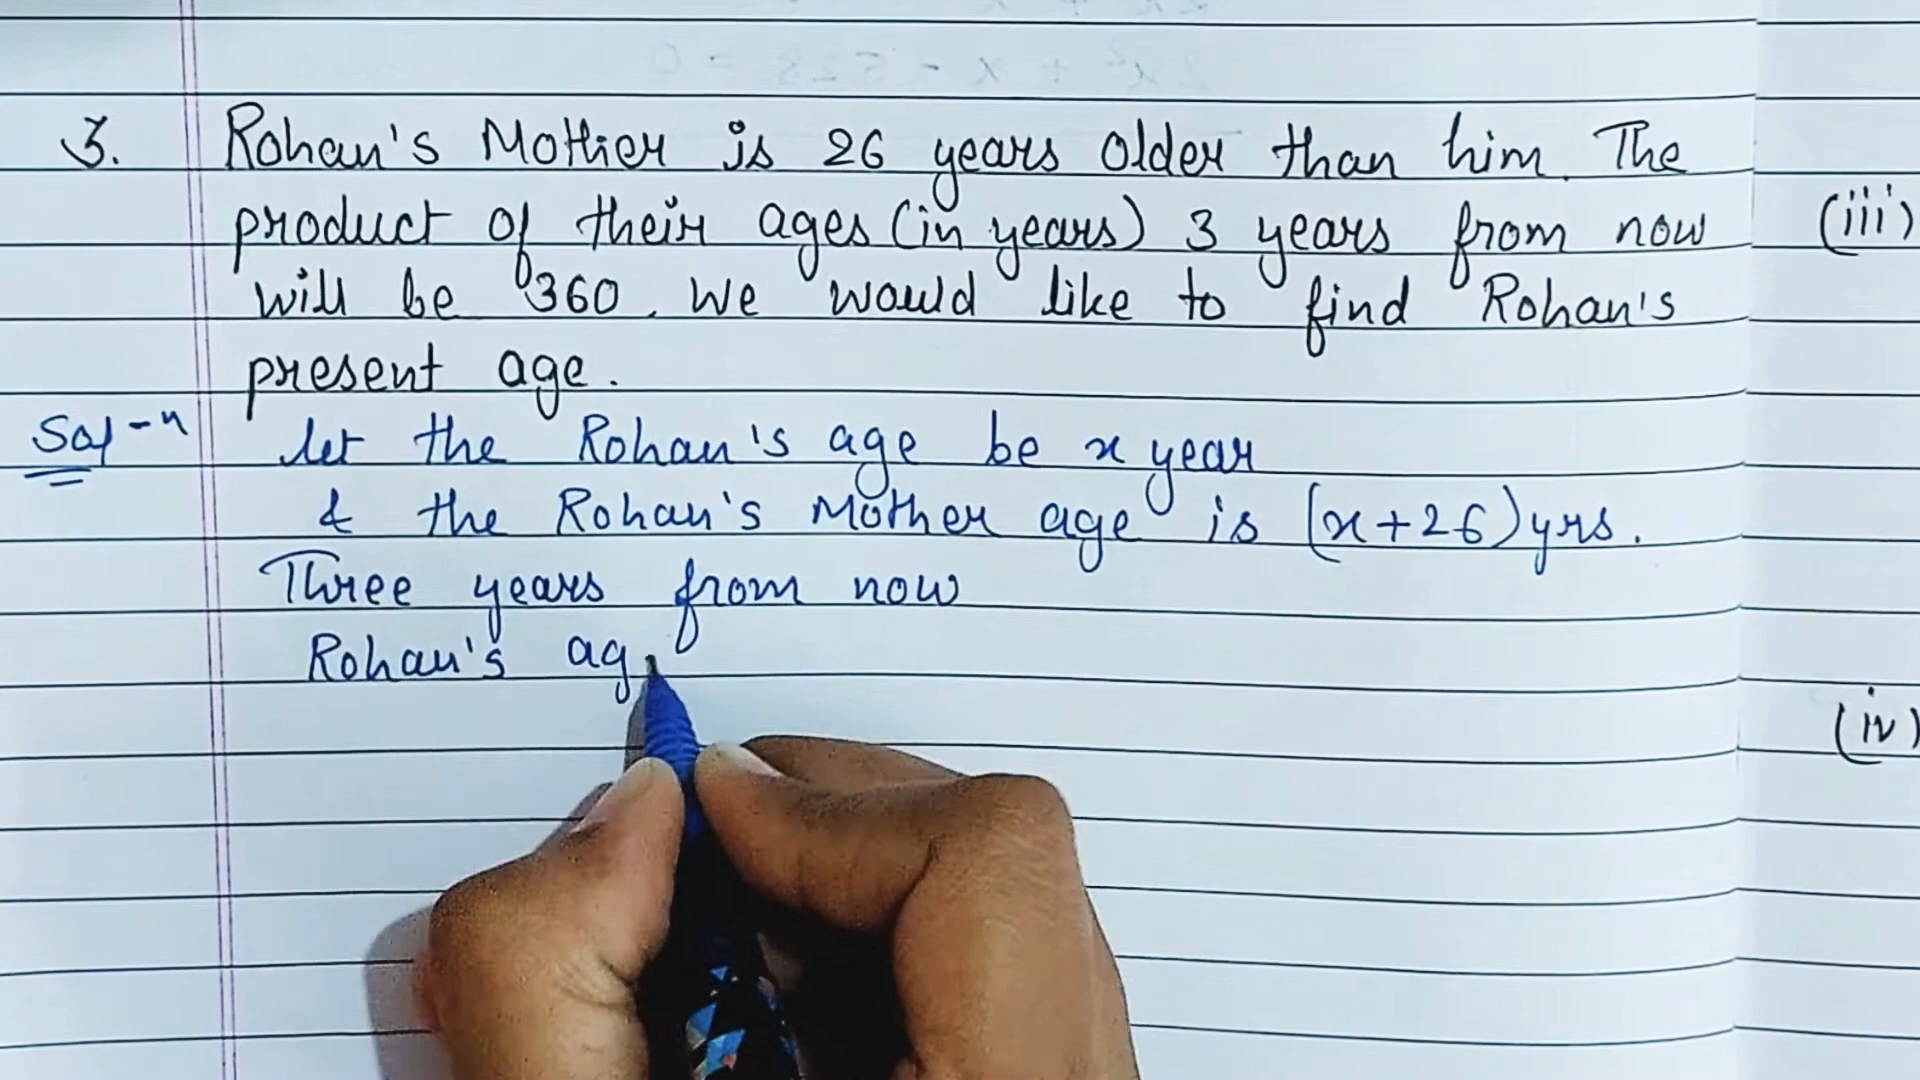 3. Rohan's Mother is 26 years older than him. The
product of their ages (in years) 3 years from now
will be 360. We would like to find Rohan's
present age.
Sol-n let the Rohan's age be x year
& the Rohan's Mother age is (x+26) yrs.
Three years from now
Rohan's ag
(iii)
(iv)